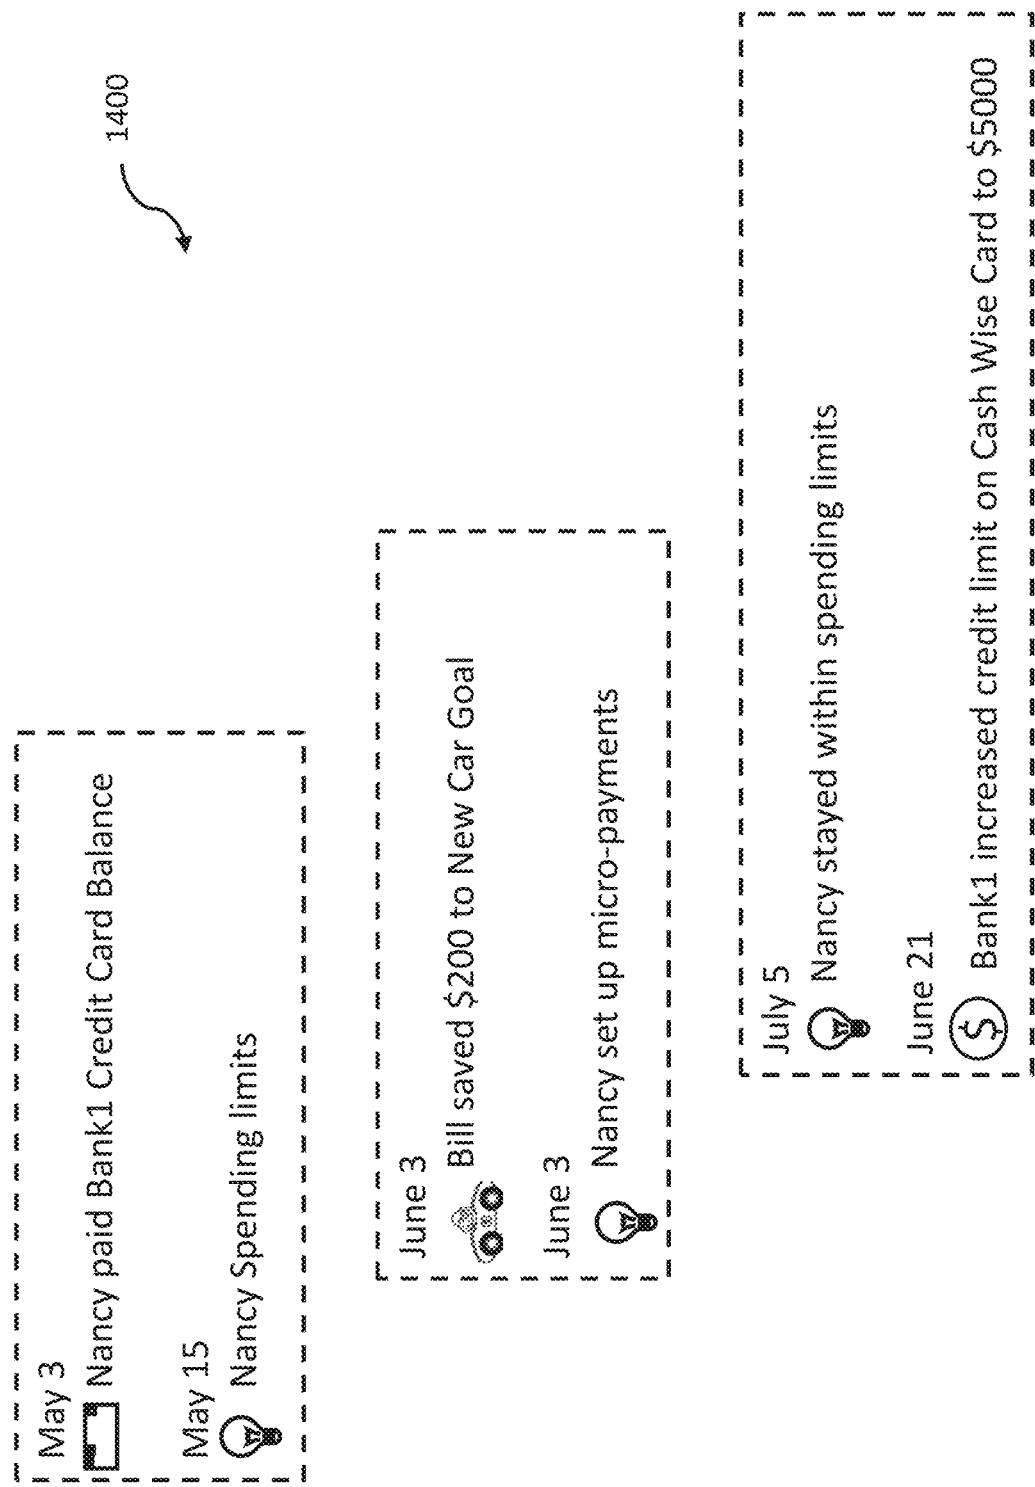 1400
May 3
Nancy paid Bank1 Credit Card Balance
May 15
Nancy Spending limits
June 3
Bill saved $200 to New Car Goal
June 3
Nancy set up micro-payments
July 5
Nancy stayed within spending limits
June 21
$
Bank1 increased credit limit on Cash Wise Card to $5000